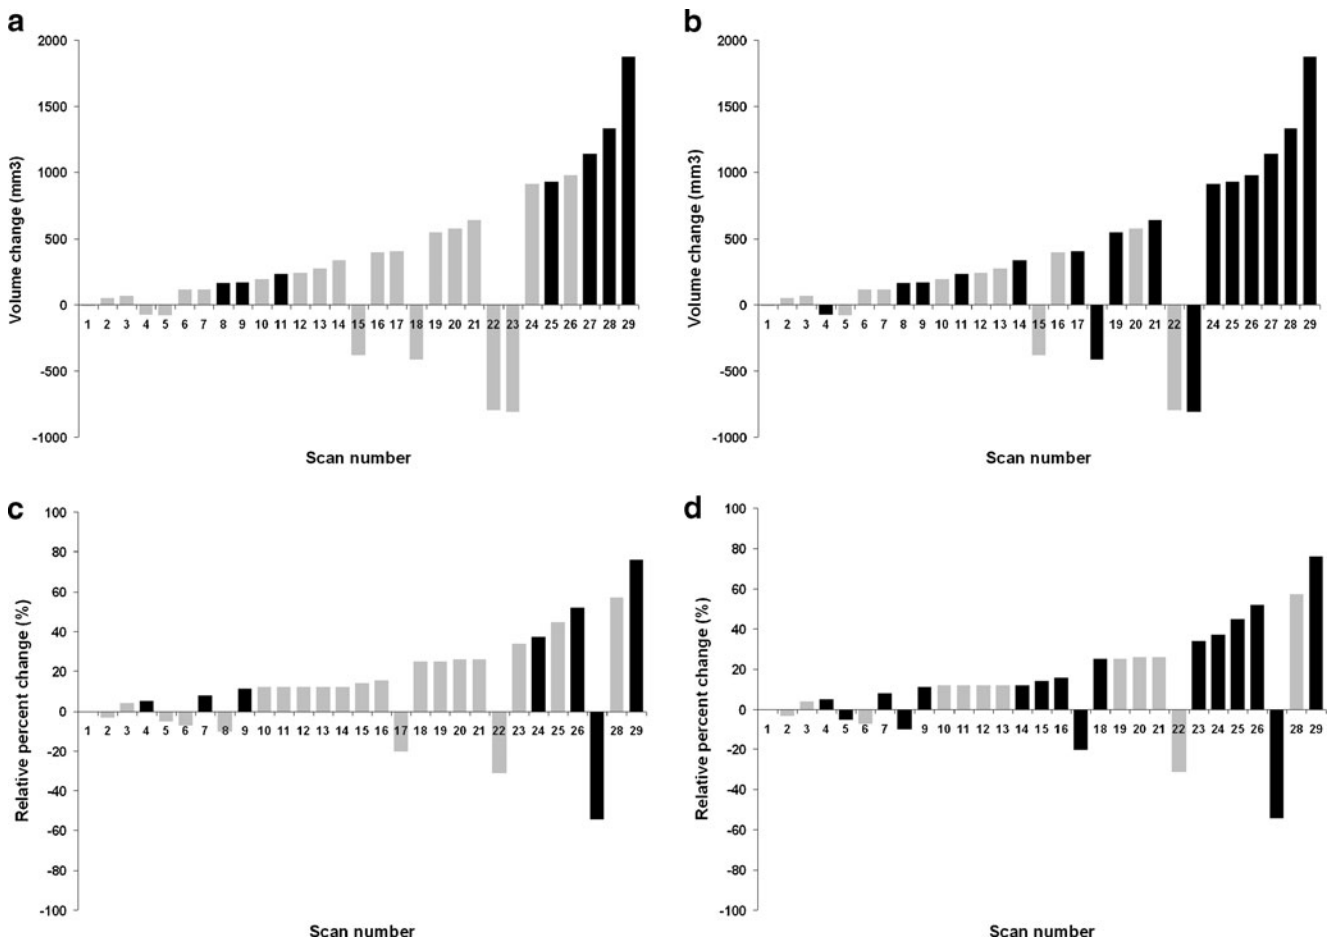 a
2000
1500
1000
500
0
-500
-1000
Volume change (mm3)
1 2 3 4 5 6 7 8 9 10 11 12 13 14 15 16 17 18 19 20 21 22 23 24 25 26 27 28 29
Scan number
b
2000
1500
1000
500
0
-500
-1000
Volume change (mm3)
1 2 3 4 5 6 7 8 9 10 11 12 13 14 15 16 17 19 20 21 22 24 25 26 27 28 29
Scan number
c
100
80
60
40
20
0
-20
-40
-60
-80
-100
Relative percent change (%)
1 2 3 4 5 6 7 8 9 10 11 12 13 14 15 16 17 18 19 20 21 22 23 24 25 26 28 29
Scan number
d
100
80
60
40
20
0
-20
-40
-60
-80
-100
Relative percent change (%)
1 2 3 4 5 6 7 9 10 11 12 13 14 15 16 18 19 20 21 22 23 24 25 26 28 29
Scan number